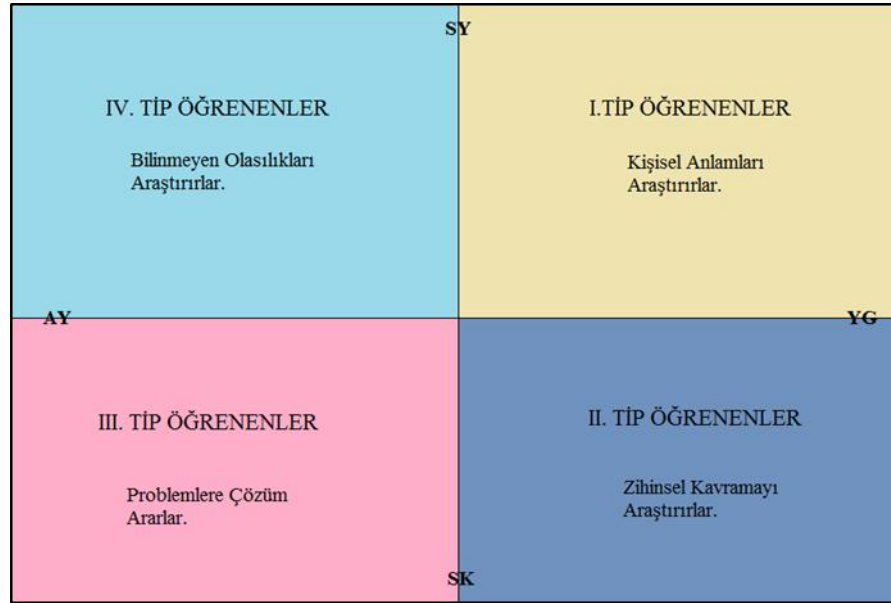 SY
IV. TİP ÖĞRENENLER
Bilinmeyen Olasılıkları
Araştırırlar.
I.TİP ÖĞRENENLER
Kişisel Anlamları
Araştırırlar.
AY
YG
III. TİP ÖĞRENENLER
Problemlere Çözüm
Ararlar.
II. TİP ÖĞRENENLER
Zihinsel Kavramayı
Araştırırlar.
SK